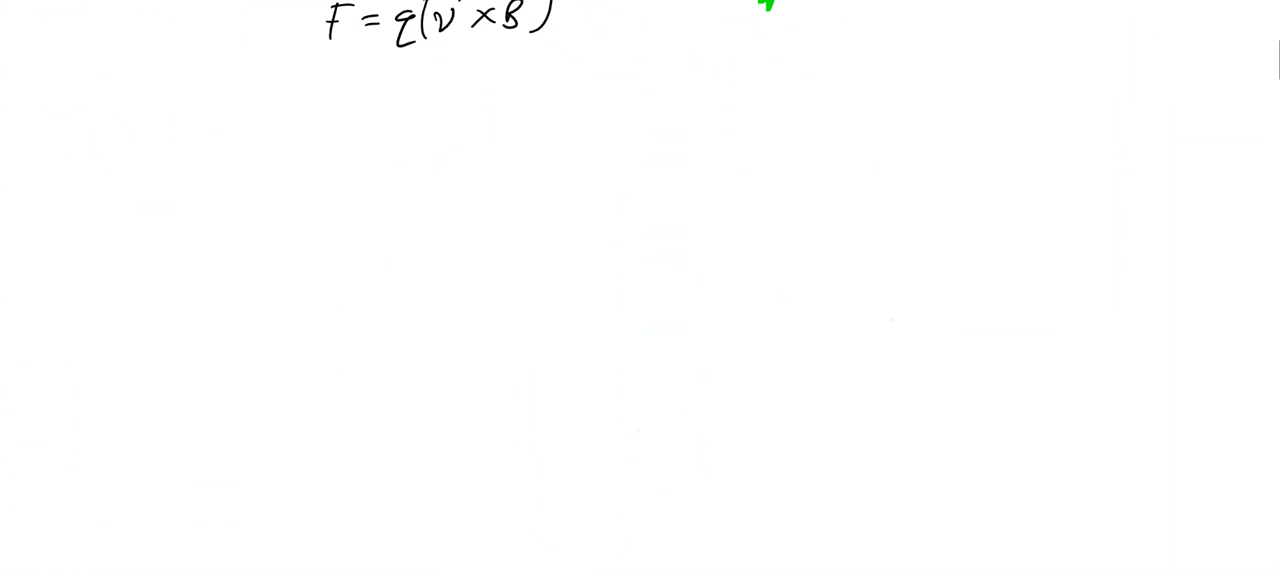 F = q(v × B)